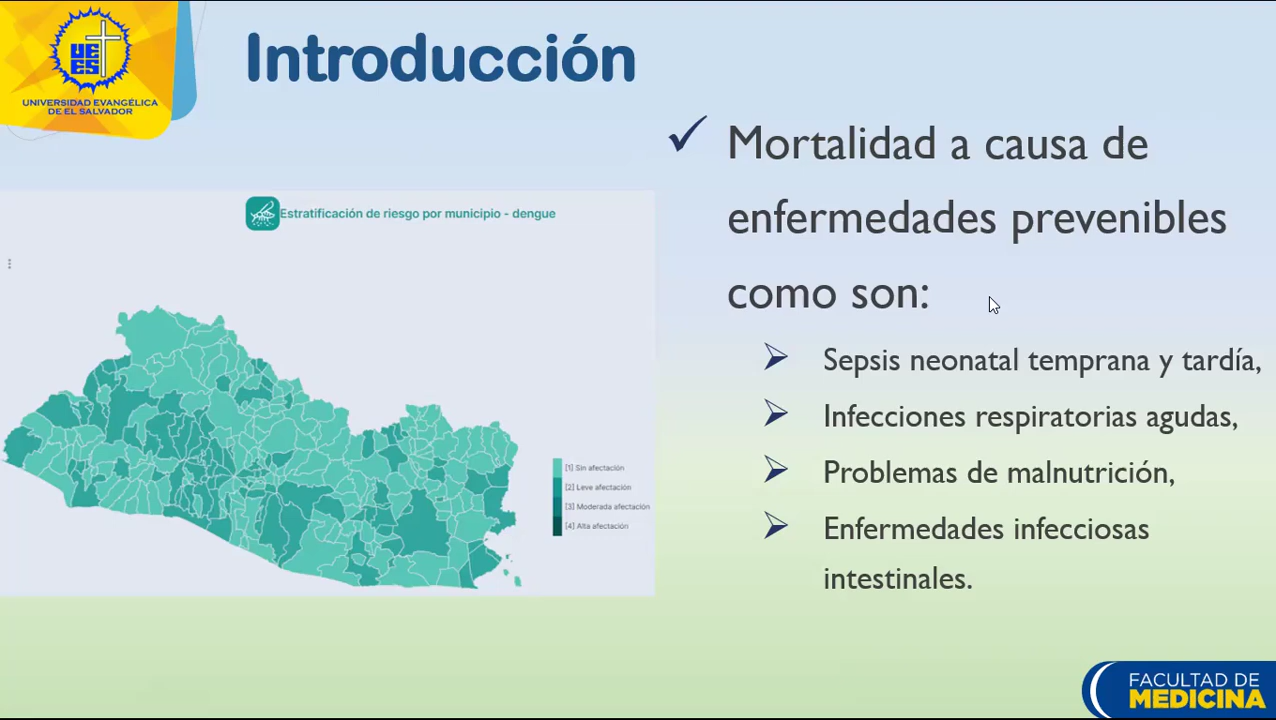 UE
ES
UNIVERSIDAD EVANGÉLICA
DE EL SALVADOR
Introducción
Estratificación de riesgo por municipio - dengue
[1] Sin afectación
[2] Leve afectación
[3] Moderada afectación
[4] Alta afectación
Mortalidad a causa de
enfermedades prevenibles
como son:
Sepsis neonatal temprana y tardía,
Infecciones respiratorias agudas,
Problemas de malnutrición,
Enfermedades infecciosas
intestinales.
FACULTAD DE
MEDICINA